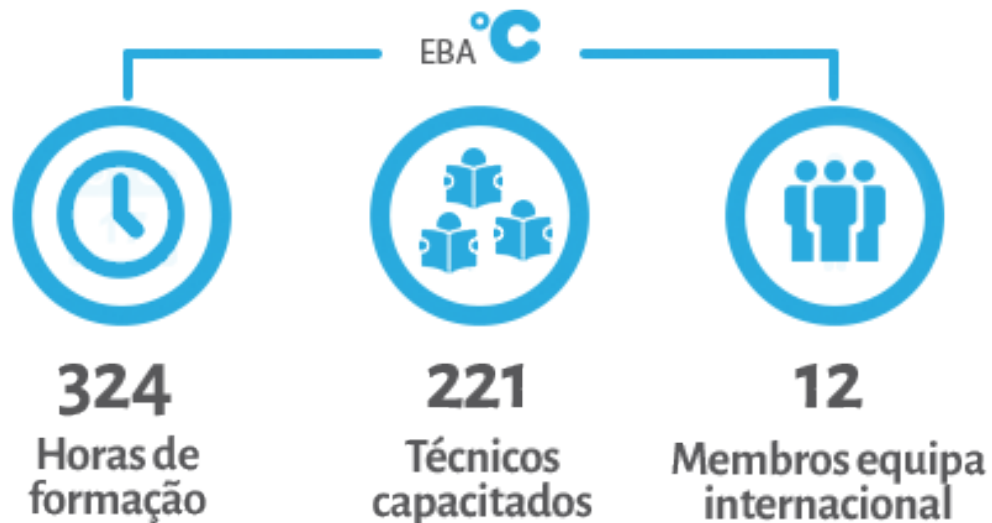 EBA °C
324
Horas de
formação
221
Técnicos
capacitados
12
Membros equipa
internacional